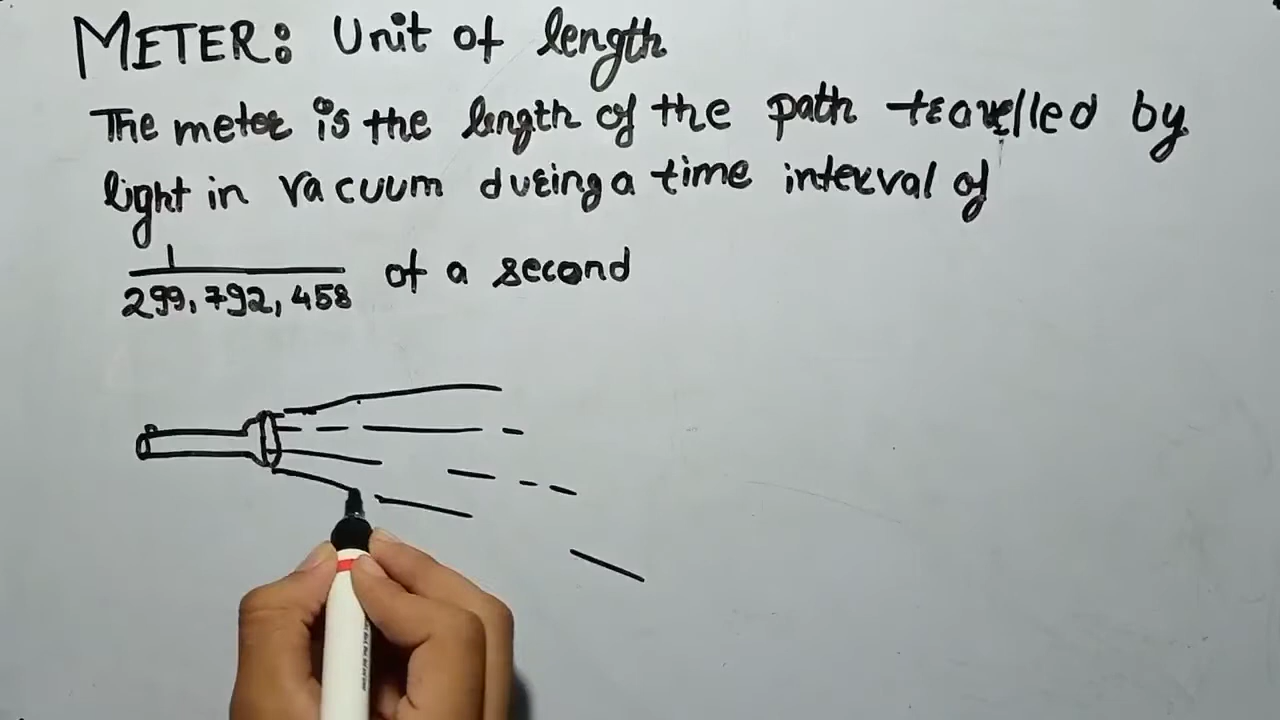 METER: Unit of length
The meter is the length of the path travelled by
light in vacuum during a time interval of
1
299,792,458 of a second